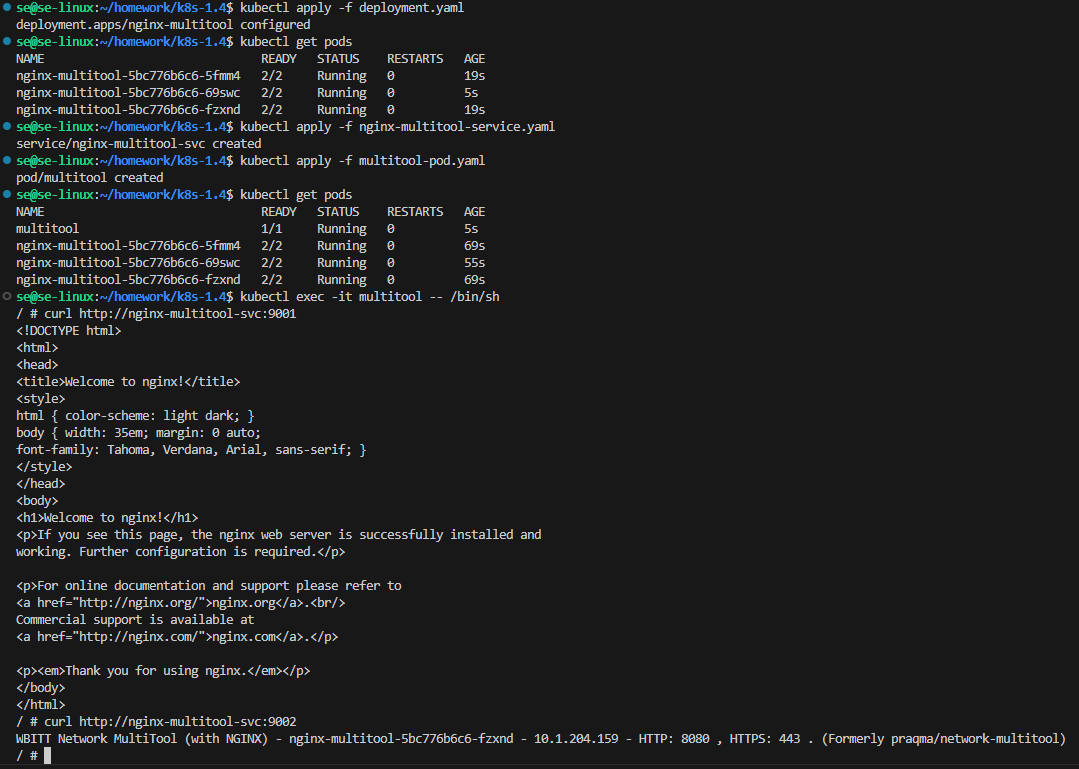 se@se-linux:~/homework/k8s-1.4$ kubectl apply -f deployment.yaml
deployment.apps/nginx-multitool configured
se@se-linux:~/homework/k8s-1.4$ kubectl get pods
NAME READY STATUS RESTARTS AGE
nginx-multitool-5bc776b6c6-5fmm4 2/2 Running 0 19s
nginx-multitool-5bc776b6c6-69swc 2/2 Running 0 5s
nginx-multitool-5bc776b6c6-fzxnd 2/2 Running 0 19s
se@se-linux:~/homework/k8s-1.4$ kubectl apply -f nginx-multitool-service.yaml
service/nginx-multitool-svc created
se@se-linux:~/homework/k8s-1.4$ kubectl apply -f multitool-pod.yaml
pod/multitool created
se@se-linux:~/homework/k8s-1.4$ kubectl get pods
NAME READY STATUS RESTARTS AGE
multitool 1/1 Running 0 5s
nginx-multitool-5bc776b6c6-5fmm4 2/2 Running 0 69s
nginx-multitool-5bc776b6c6-69swc 2/2 Running 0 55s
nginx-multitool-5bc776b6c6-fzxnd 2/2 Running 0 69s
se@se-linux:~/homework/k8s-1.4$ kubectl exec -it multitool -- /bin/sh
/ # curl http://nginx-multitool-svc:9001
<!DOCTYPE html>
<html>
<head>
<title>Welcome to nginx!</title>
<style>
html { color-scheme: light dark; }
body { width: 35em; margin: 0 auto;
font-family: Tahoma, Verdana, Arial, sans-serif; }
</style>
</head>
<body>
<h1>Welcome to nginx!</h1>
<p>If you see this page, the nginx web server is successfully installed and
working. Further configuration is required.</p>

<p>For online documentation and support please refer to
<a href="http://nginx.org/">nginx.org</a>.<br/>
Commercial support is available at
<a href="http://nginx.com/">nginx.com</a>.</p>

<p><em>Thank you for using nginx.</em></p>
</body>
</html>
/ # curl http://nginx-multitool-svc:9002
WBITT Network MultiTool (with NGINX) - nginx-multitool-5bc776b6c6-fzxnd - 10.1.204.159 - HTTP: 8080 , HTTPS: 443 . (Formerly praqma/network-multitool)
/ #